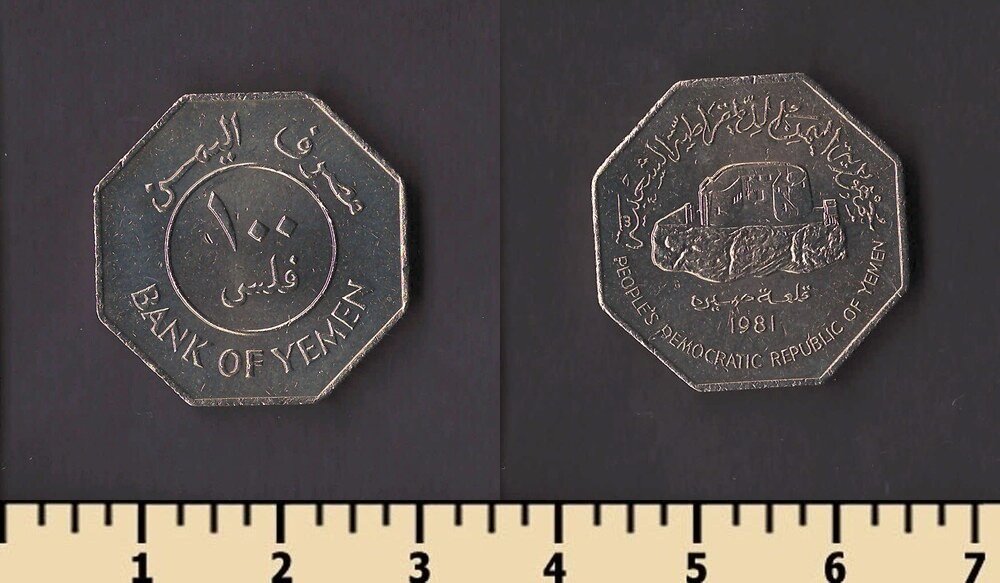 مصرف اليمن
١٠٠
فلس
BANK OF YEMEN
جمهورية اليمن الديمقراطية الشعبية
قلعة صيره
1981
PEOPLE'S DEMOCRATIC REPUBLIC OF YEMEN
1 2 3 4 5 6 7